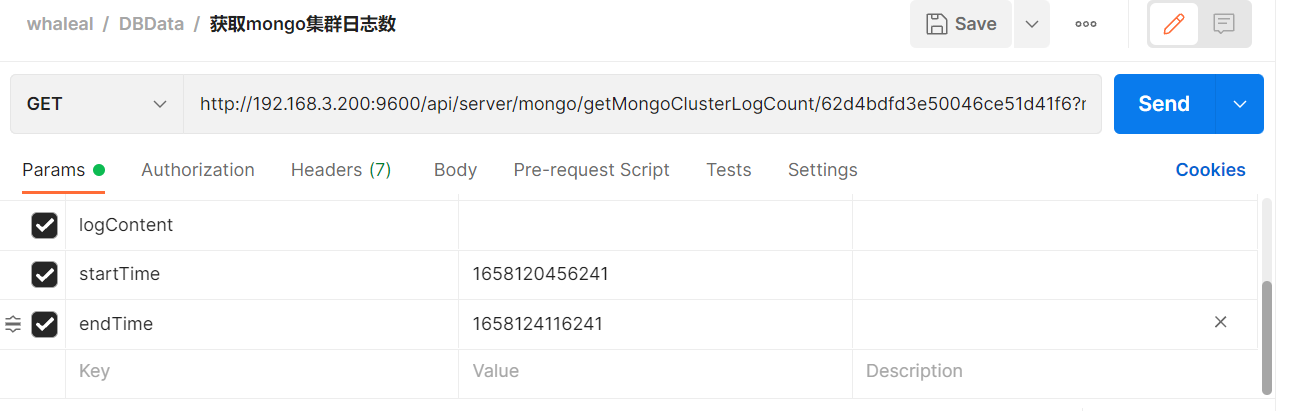 whaleal / DBData / 获取mongo集群日志数
Save
GET
http://192.168.3.200:9600/api/server/mongo/getMongoClusterLogCount/62d4bdfd3e50046ce51d41f6?r
Send
Params Authorization Headers (7) Body Pre-request Script Tests Settings Cookies
logContent
startTime 1658120456241
endTime 1658124116241
Key Value Description